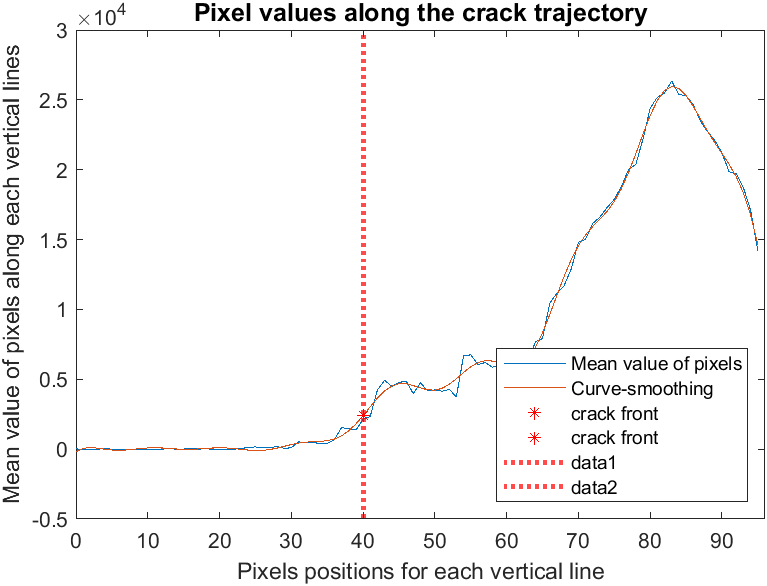 Pixel values along the crack trajectory
×10^4
Mean value of pixels along each vertical lines
3
2.5
2
1.5
1
0.5
0
-0.5
0 10 20 30 40 50 60 70 80 90
Pixels positions for each vertical line
Mean value of pixels
Curve-smoothing
crack front
crack front
data1
data2